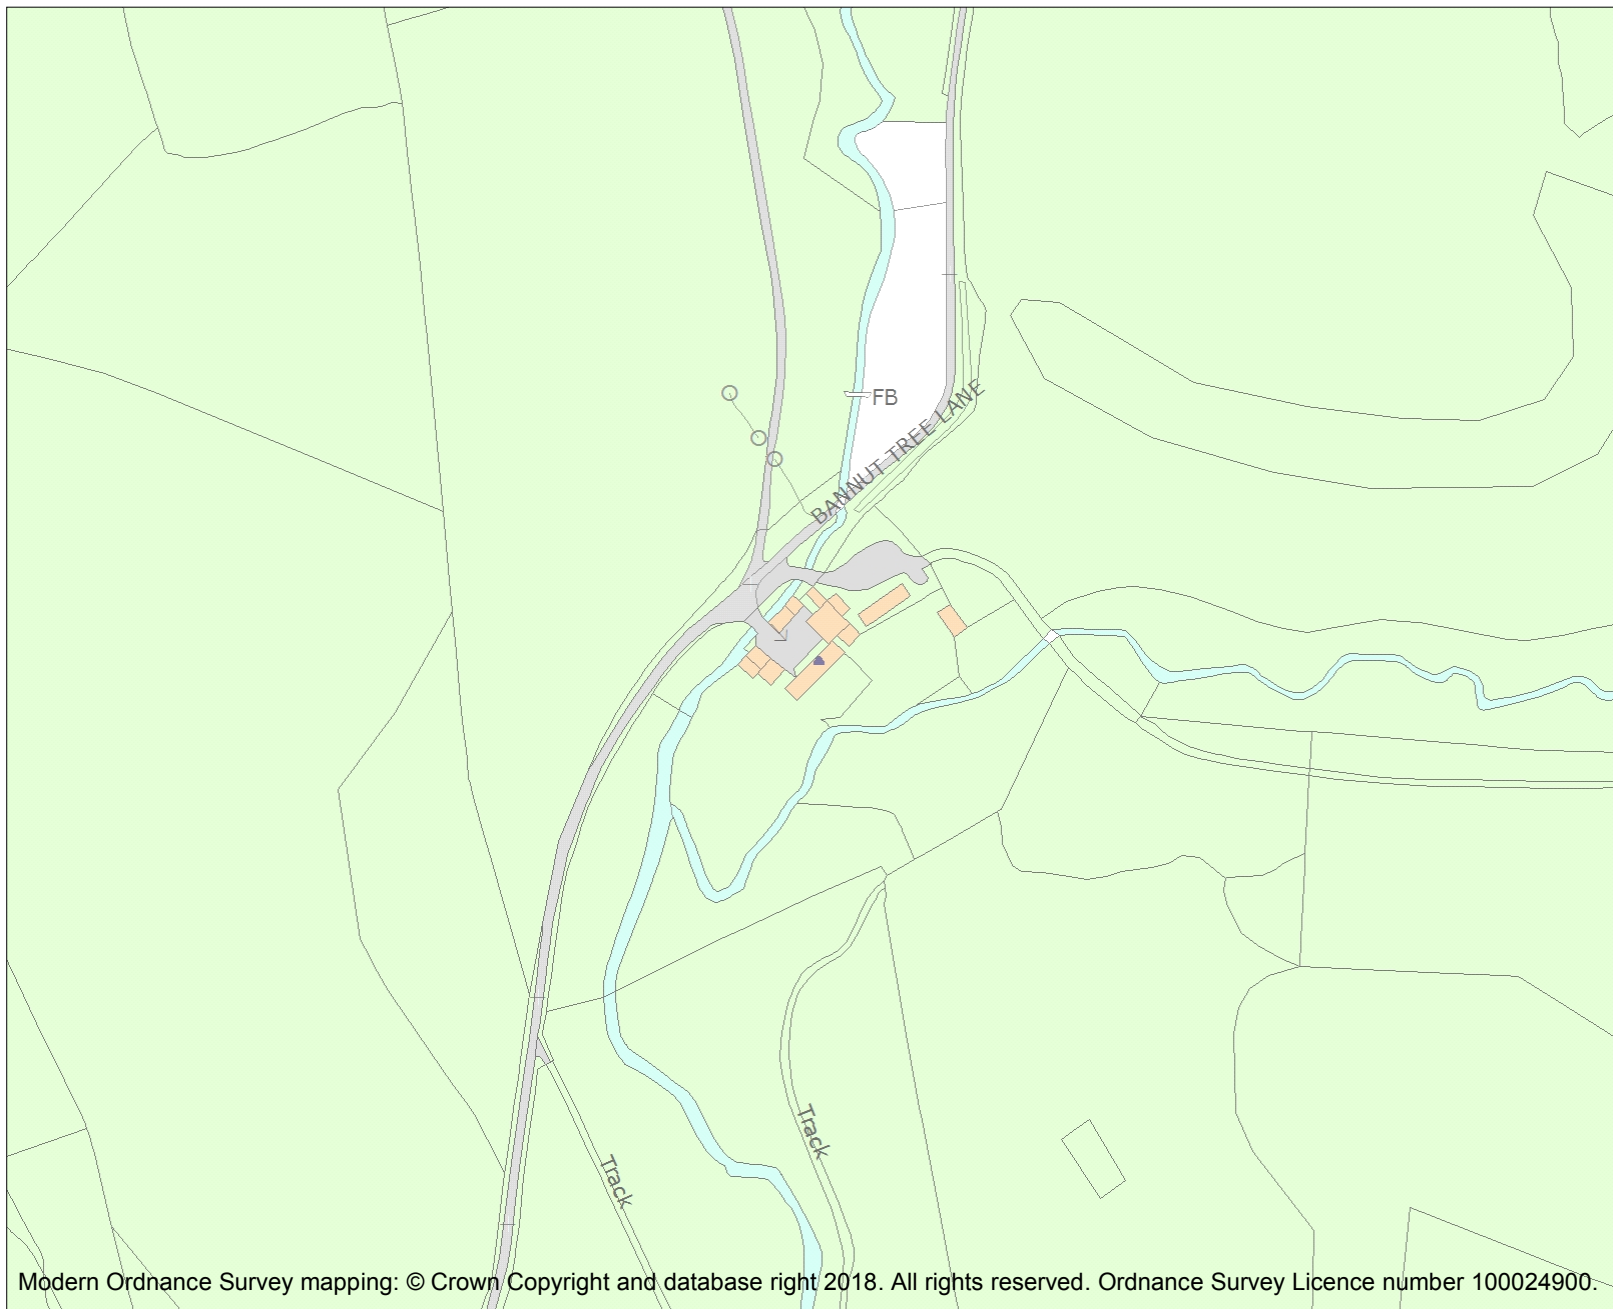 FB
BANNUT TREE LANE
Track
Track
Modern Ordnance Survey mapping: © Crown Copyright and database right 2018. All rights reserved. Ordnance Survey Licence number 100024900.